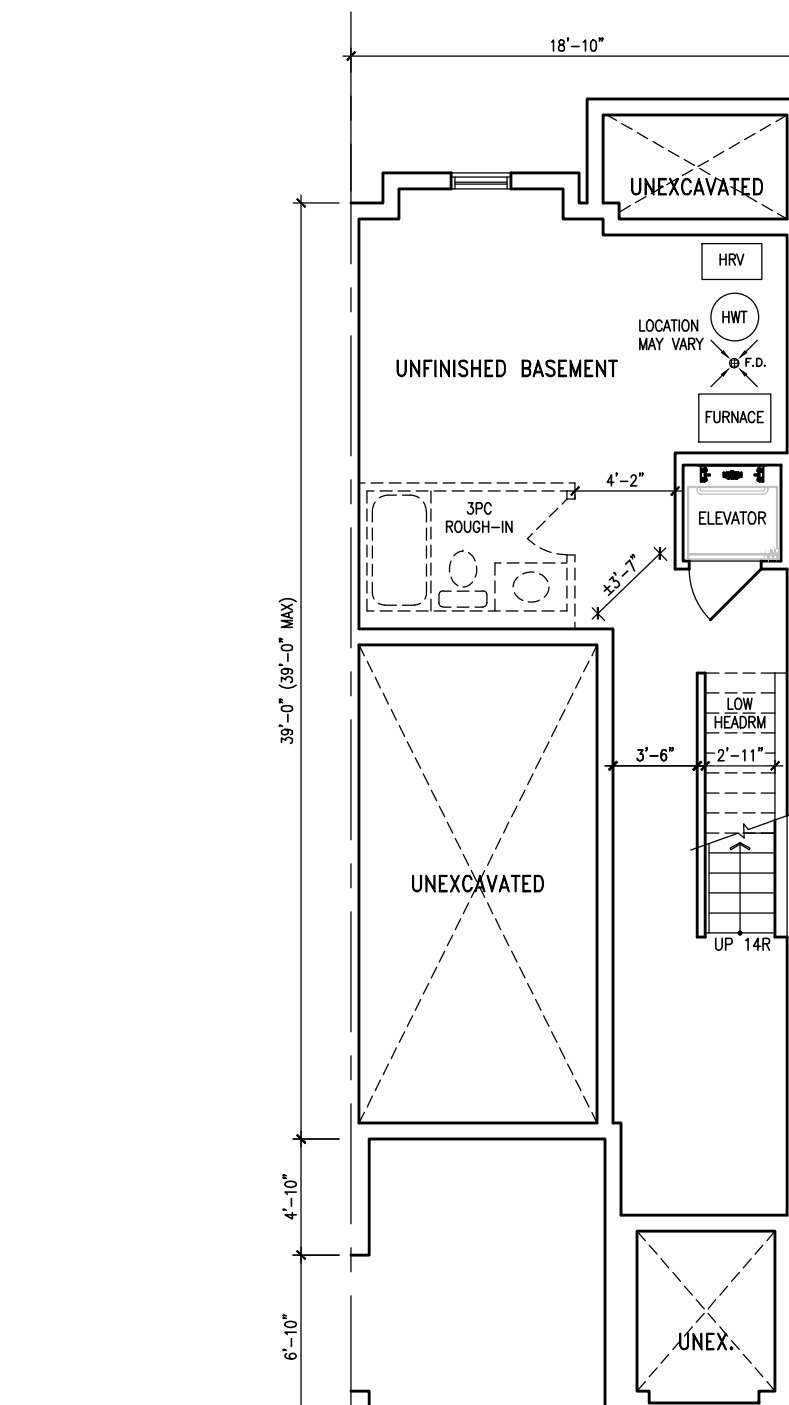 18'-10"
UNEXCAVATED
HRV
HWT
LOCATION
MAY VARY
F.D.
UNFINISHED BASEMENT
FURNACE
4'-2"
3PC
ROUGH-IN
ELEVATOR
±3'-7"
39'-0" (39'-0" MAX)
LOW
HEADRM
3'-6"
2'-11"
UNEXCAVATED
UP 14R
4'-10"
6'-10"
UNEX.